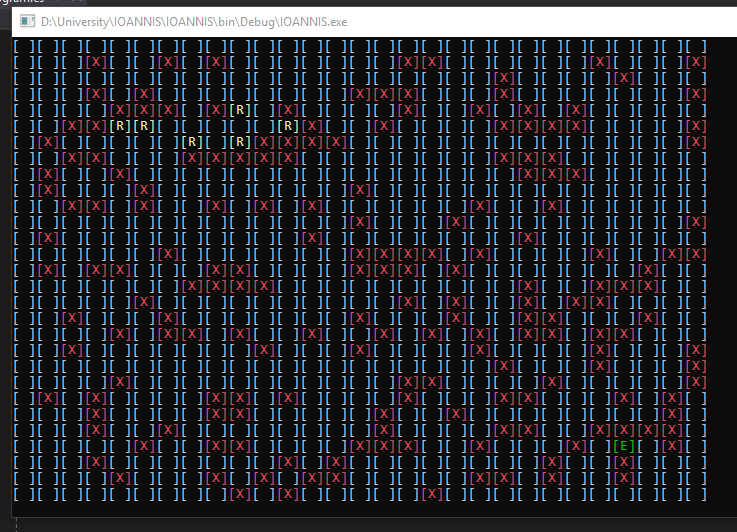 D:\University\IOANNIS\IOANNIS\bin\Debug\IOANNIS.exe
[ ][ ][ ][ ][ ][ ][ ][ ][ ][ ][ ][ ][ ][ ][ ][ ][ ][ ][ ][ ][ ][ ][ ][ ][ ][ ][ ][ ][ ]
[ ][ ][ ][X][ ][ ][X][ ][X][ ][ ][ ][ ][ ][ ][ ][X][X][ ][ ][ ][ ][ ][ ][X][ ][ ][ ][X]
[ ][ ][ ][ ][ ][ ][ ][ ][ ][ ][ ][ ][ ][ ][ ][ ][ ][ ][ ][ ][X][ ][ ][ ][ ][X][ ][ ][ ]
[ ][ ][ ][X][ ][X][ ][ ][ ][ ][ ][ ][ ][ ][X][X][X][ ][ ][ ][ ][ ][ ][ ][ ][ ][ ][ ][X]
[ ][ ][ ][ ][X][X][X][ ][X][R][ ][X][ ][ ][ ][ ][X][ ][ ][X][ ][X][ ][X][ ][ ][ ][ ][ ]
[ ][ ][X][X][R][R][ ][ ][ ][ ][ ][R][X][ ][ ][X][ ][ ][ ][ ][X][X][X][X][ ][ ][ ][ ][ ]
[ ][X][ ][ ][ ][ ][ ][R][ ][R][X][X][X][X][ ][ ][ ][ ][ ][ ][ ][ ][ ][ ][ ][ ][ ][ ][X]
[ ][ ][X][X][ ][ ][ ][X][X][X][X][X][ ][ ][ ][ ][ ][ ][ ][ ][X][X][X][ ][ ][ ][ ][ ][ ]
[ ][X][ ][ ][X][ ][ ][ ][ ][ ][ ][ ][ ][ ][ ][ ][ ][ ][ ][ ][ ][X][X][X][ ][ ][ ][ ][ ]
[ ][X][ ][ ][ ][X][ ][ ][ ][ ][ ][ ][ ][ ][X][ ][ ][ ][ ][ ][ ][ ][ ][ ][ ][ ][ ][ ][ ]
[ ][ ][X][X][ ][X][ ][ ][X][ ][X][ ][X][ ][ ][ ][ ][ ][ ][X][ ][ ][X][ ][ ][ ][ ][ ][ ]
[ ][ ][ ][ ][ ][ ][ ][ ][ ][ ][ ][ ][ ][ ][X][ ][ ][ ][X][ ][ ][ ][ ][ ][ ][ ][ ][ ][X]
[ ][X][ ][ ][ ][ ][ ][ ][ ][ ][ ][ ][X][ ][ ][ ][ ][ ][ ][ ][ ][X][ ][ ][ ][ ][ ][ ][ ]
[ ][ ][ ][ ][ ][ ][X][ ][ ][ ][ ][ ][ ][ ][X][X][X][X][ ][X][ ][ ][ ][ ][X][ ][ ][X][X]
[ ][X][ ][X][X][ ][ ][ ][X][X][ ][ ][ ][ ][X][X][X][ ][X][ ][ ][ ][ ][ ][ ][ ][X][ ][ ]
[ ][ ][ ][ ][ ][ ][ ][X][X][X][X][ ][ ][ ][ ][ ][ ][ ][ ][ ][ ][X][ ][ ][X][X][X][ ][ ]
[ ][ ][ ][ ][ ][X][ ][ ][ ][ ][ ][ ][ ][ ][ ][ ][X][ ][X][ ][ ][X][ ][X][X][ ][ ][ ][ ]
[ ][ ][X][ ][ ][ ][X][ ][ ][ ][ ][ ][ ][ ][X][ ][ ][ ][X][ ][ ][X][X][ ][ ][ ][X][ ][ ]
[ ][ ][ ][ ][X][ ][X][X][ ][X][ ][ ][X][ ][ ][X][ ][X][ ][X][ ][X][X][ ][X][ ][ ][ ][ ]
[ ][ ][X][ ][ ][ ][ ][ ][ ][ ][X][ ][ ][ ][X][ ][ ][ ][ ][X][ ][ ][ ][ ][X][ ][ ][ ][X]
[ ][ ][ ][ ][ ][ ][ ][ ][ ][ ][ ][ ][ ][ ][ ][ ][ ][ ][ ][ ][X][ ][ ][ ][X][ ][ ][ ][X]
[ ][ ][ ][ ][X][ ][ ][ ][ ][ ][ ][ ][ ][ ][ ][ ][X][X][ ][ ][ ][ ][X][ ][ ][ ][ ][ ][X]
[ ][X][ ][X][ ][ ][ ][ ][X][X][ ][X][ ][ ][ ][ ][X][ ][ ][X][ ][ ][X][ ][ ][X][ ][X][ ]
[ ][ ][ ][X][ ][ ][ ][ ][X][X][ ][ ][ ][ ][ ][X][ ][ ][X][ ][ ][ ][ ][ ][ ][ ][ ][X][ ]
[ ][ ][ ][X][ ][ ][X][ ][ ][ ][ ][ ][ ][ ][ ][X][ ][ ][ ][ ][X][X][ ][ ][X][X][X][X][ ]
[ ][ ][ ][ ][ ][X][ ][ ][X][X][ ][ ][ ][ ][X][X][X][ ][ ][X][ ][ ][ ][X][ ][E][ ][X][ ]
[ ][ ][ ][X][ ][ ][ ][ ][ ][ ][ ][X][ ][X][ ][ ][ ][ ][ ][ ][ ][ ][X][ ][ ][X][ ][ ][ ]
[ ][ ][ ][ ][X][ ][ ][ ][X][ ][X][ ][X][X][ ][ ][ ][ ][ ][X][X][ ][X][ ][ ][X][ ][ ][ ]
[ ][ ][ ][ ][ ][ ][ ][ ][ ][X][ ][X][ ][ ][ ][ ][ ][X][ ][ ][ ][ ][ ][ ][ ][ ][ ][ ][ ]